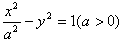 x²/a² − y² = 1(a > 0)